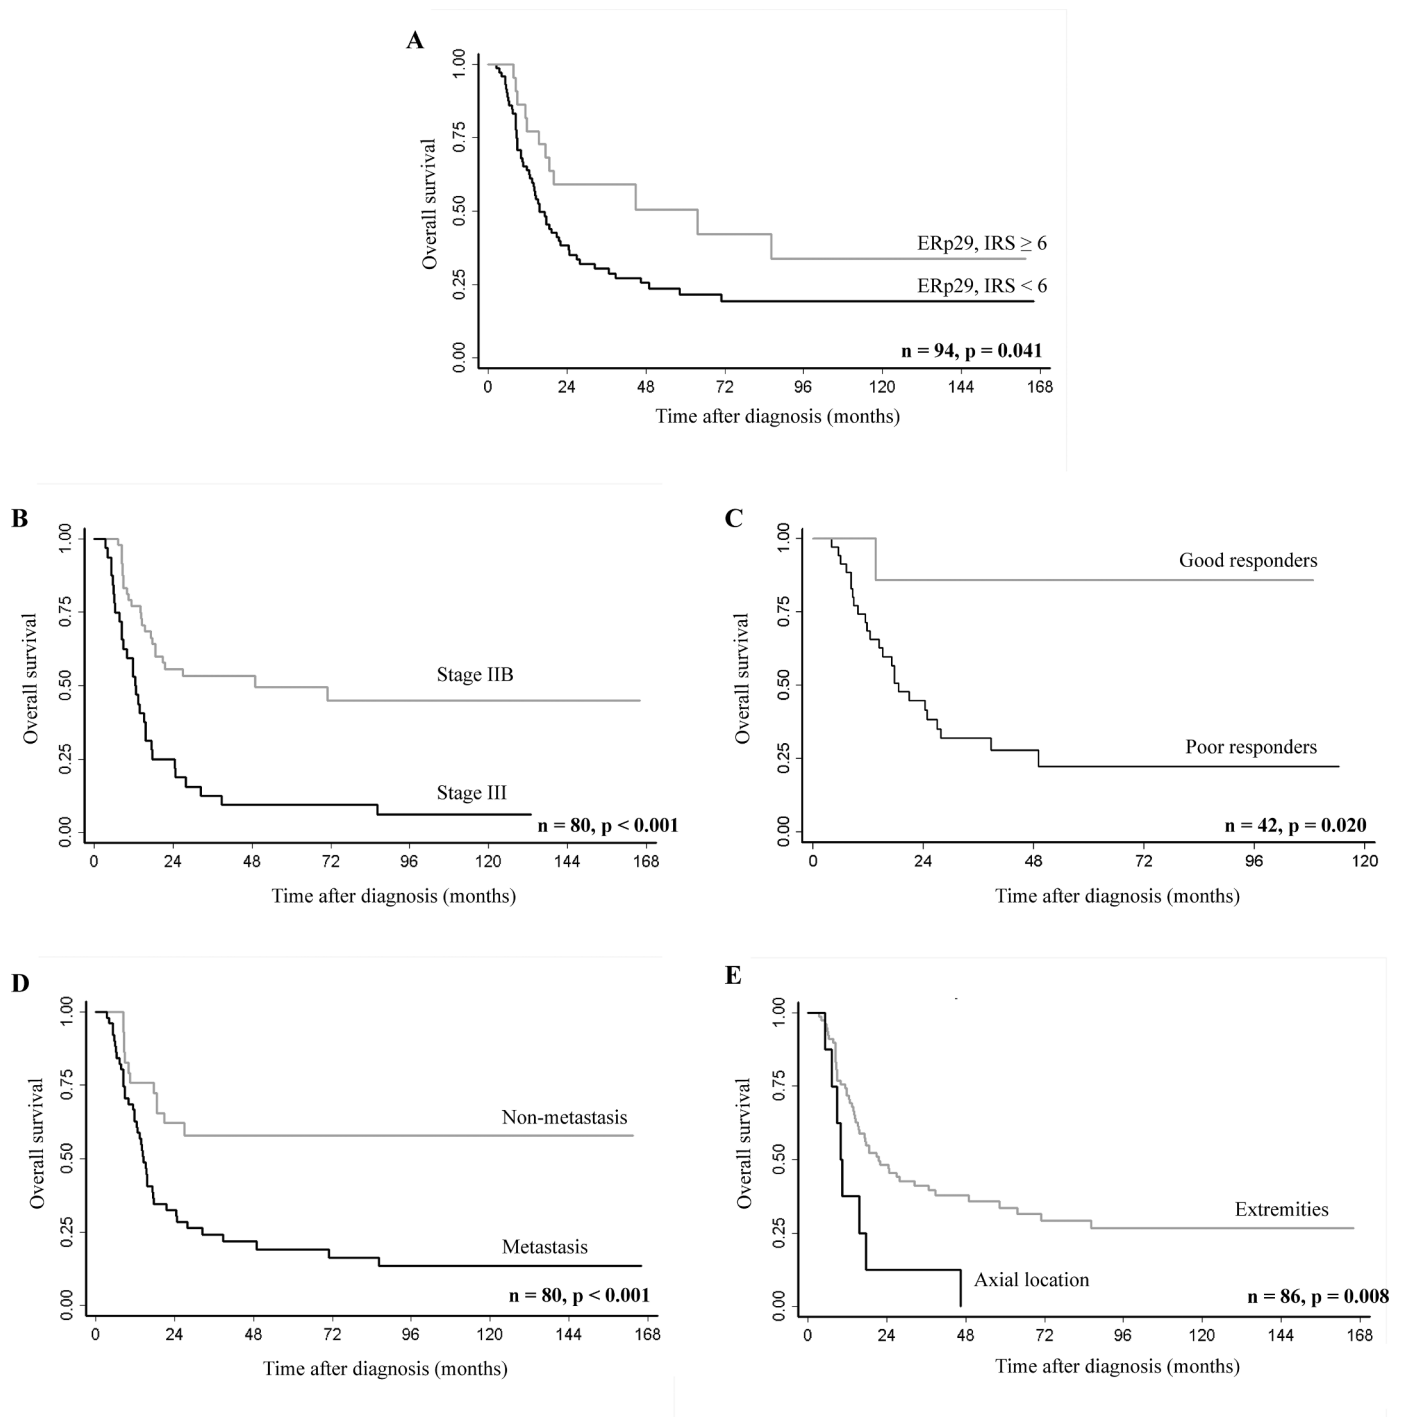 A
Overall survival
1.00
0.75
0.50
0.25
0.00
ERp29, IRS ≥ 6
ERp29, IRS < 6
n = 94, p = 0.041
0 24 48 72 96 120 144 168
Time after diagnosis (months)
B
Overall survival
1.00
0.75
0.50
0.25
0.00
Stage IIB
Stage III
n = 80, p < 0.001
0 24 48 72 96 120 144 168
Time after diagnosis (months)
C
Overall survival
1.00
0.75
0.50
0.25
0.00
Good responders
Poor responders
n = 42, p = 0.020
0 24 48 72 96 120
Time after diagnosis (months)
D
Overall survival
1.00
0.75
0.50
0.25
0.00
Non-metastasis
Metastasis
n = 80, p < 0.001
0 24 48 72 96 120 144 168
Time after diagnosis (months)
E
Overall survival
1.00
0.75
0.50
0.25
0.00
Extremities
Axial location
n = 86, p = 0.008
0 24 48 72 96 120 144 168
Time after diagnosis (months)